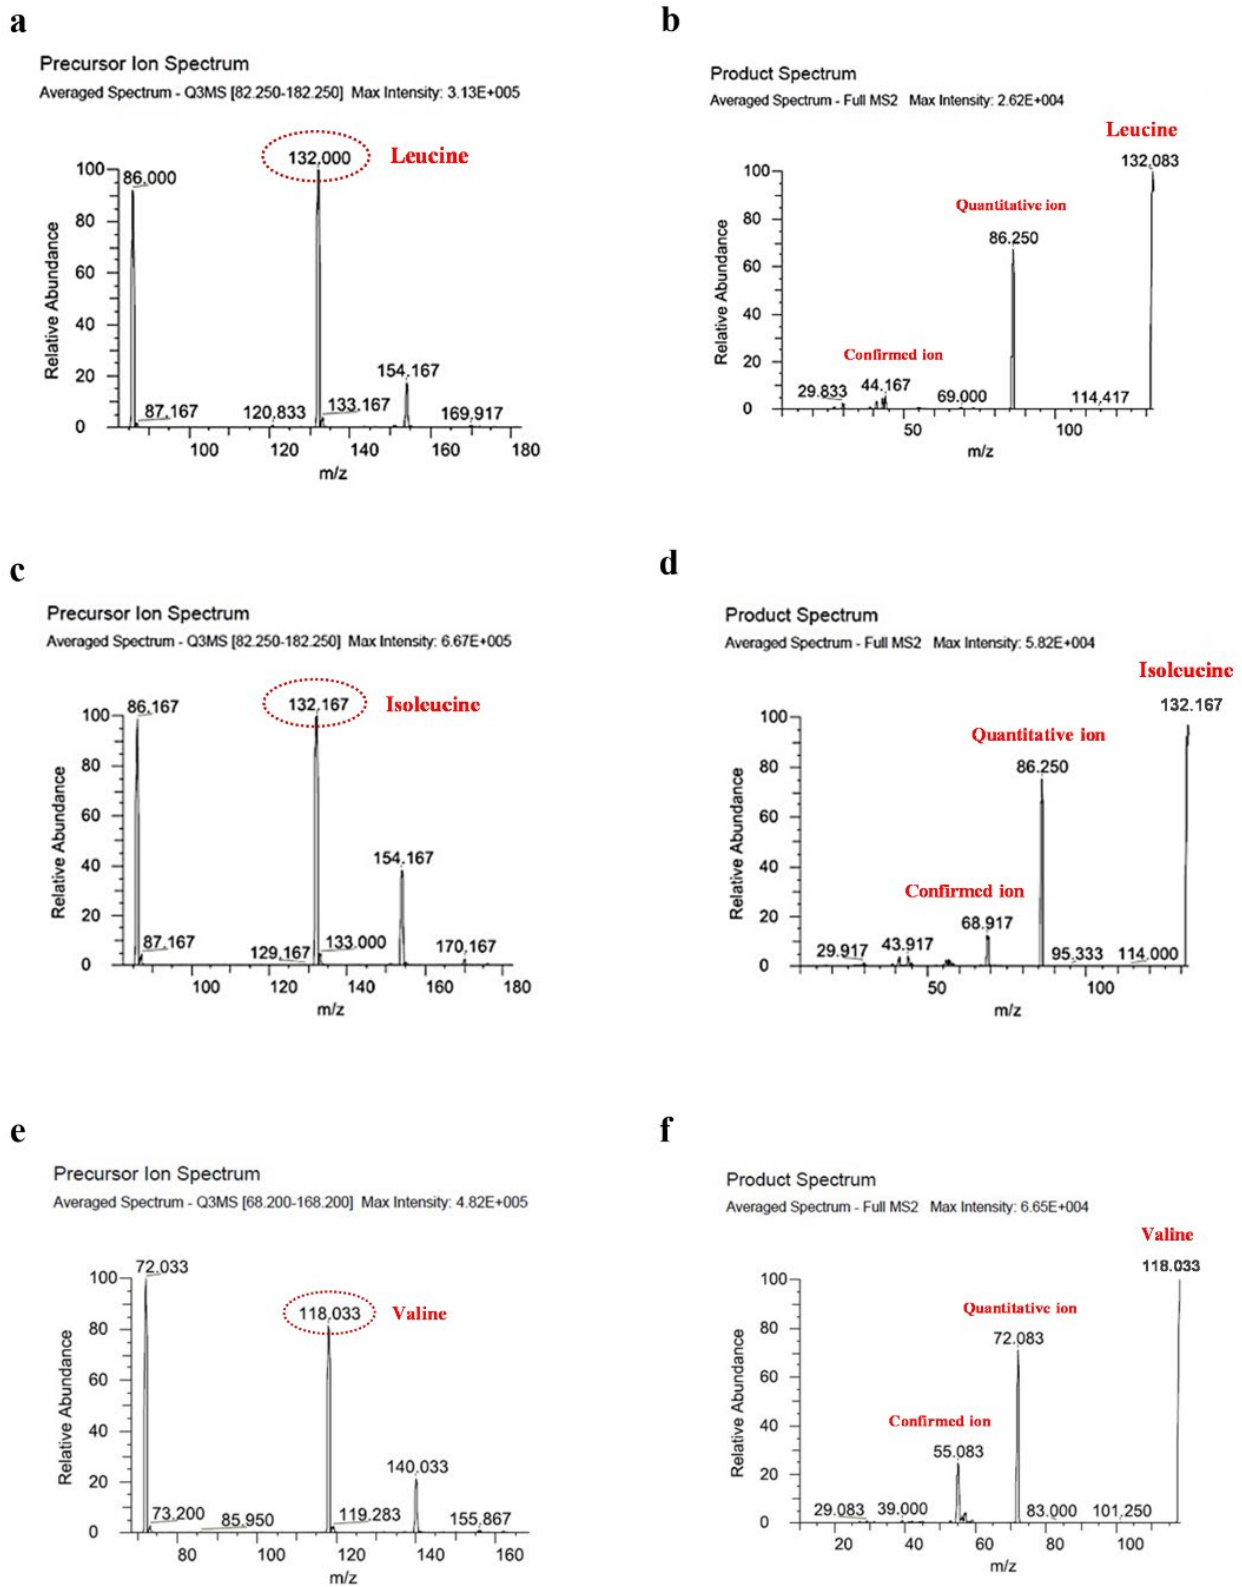 a
Precursor Ion Spectrum
Averaged Spectrum - Q3MS [82.250-182.250] Max Intensity: 3.13E+005
132.000
Leucine
86.000
154.167
87.167
120.833
133.167
169.917
100
80
60
40
20
0
Relative Abundance
100
120
140
160
180
m/z
b
Product Spectrum
Averaged Spectrum - Full MS2 Max Intensity: 2.62E+004
Leucine
132.083
Quantitative ion
86.250
Confirmed ion
29.833
44.167
69.000
114,417
100
80
60
40
20
0
Relative Abundance
50
100
m/z
c
Precursor Ion Spectrum
Averaged Spectrum - Q3MS [82.250-182.250] Max Intensity: 6.67E+005
132.167
Isoleucine
86.167
154.167
87.167
129.167
133.000
170.167
100
80
60
40
20
0
Relative Abundance
100
120
140
160
180
m/z
d
Product Spectrum
Averaged Spectrum - Full MS2 Max Intensity: 5.82E+004
Isoleucine
132.167
Quantitative ion
86.250
Confirmed ion
68.917
29.917
43.917
95.333
114.000
100
80
60
40
20
0
Relative Abundance
50
100
m/z
e
Precursor Ion Spectrum
Averaged Spectrum - Q3MS [68.200-168.200] Max Intensity: 4.82E+005
72.033
118.033
Valine
140.033
73.200
85.950
119.283
155.867
100
80
60
40
20
0
Relative Abundance
80
100
120
140
160
m/z
f
Product Spectrum
Averaged Spectrum - Full MS2 Max Intensity: 6.65E+004
Valine
118.033
Quantitative ion
72.083
Confirmed ion
55.083
29.083
39.000
83.000
101.250
100
80
60
40
20
0
Relative Abundance
20
40
60
80
100
m/z